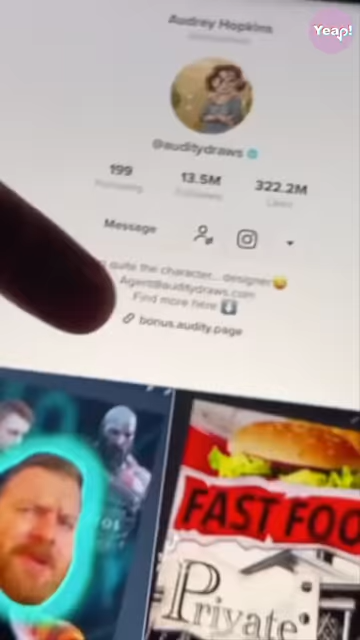 Yeap!
Audrey Hopkins
@auditydraws
199
13.5M
322.2M
Following
Followers
Likes
Message
quite the character... designer😄
Agent@auditydraws.com
Find more here ⬇️
bonus.audity.page
FAST FOO
Private